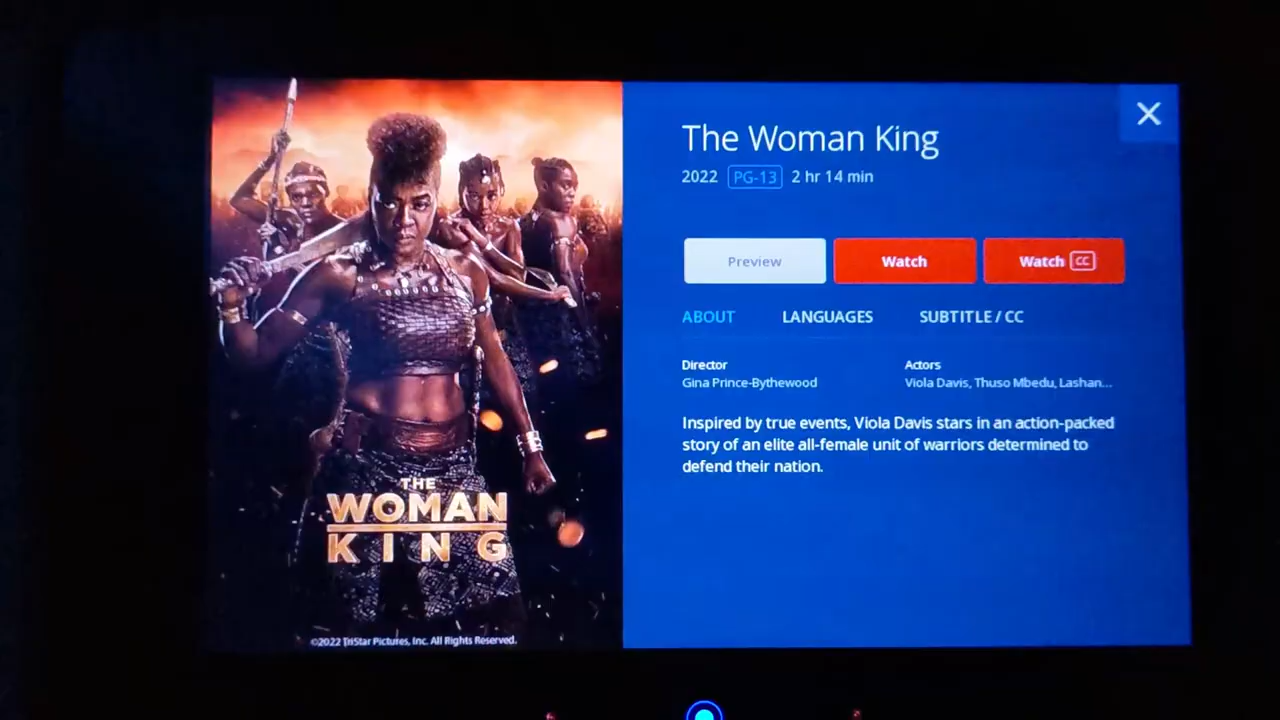 THE
WOMAN
KING
©2022 TriStar Pictures, Inc. All Rights Reserved.
The Woman King
2022 PG-13 2 hr 14 min
Preview Watch Watch CC
ABOUT LANGUAGES SUBTITLE / CC
Director Actors
Gina Prince-Bythewood Viola Davis, Thuso Mbedu, Lashan...
Inspired by true events, Viola Davis stars in an action-packed
story of an elite all-female unit of warriors determined to
defend their nation.